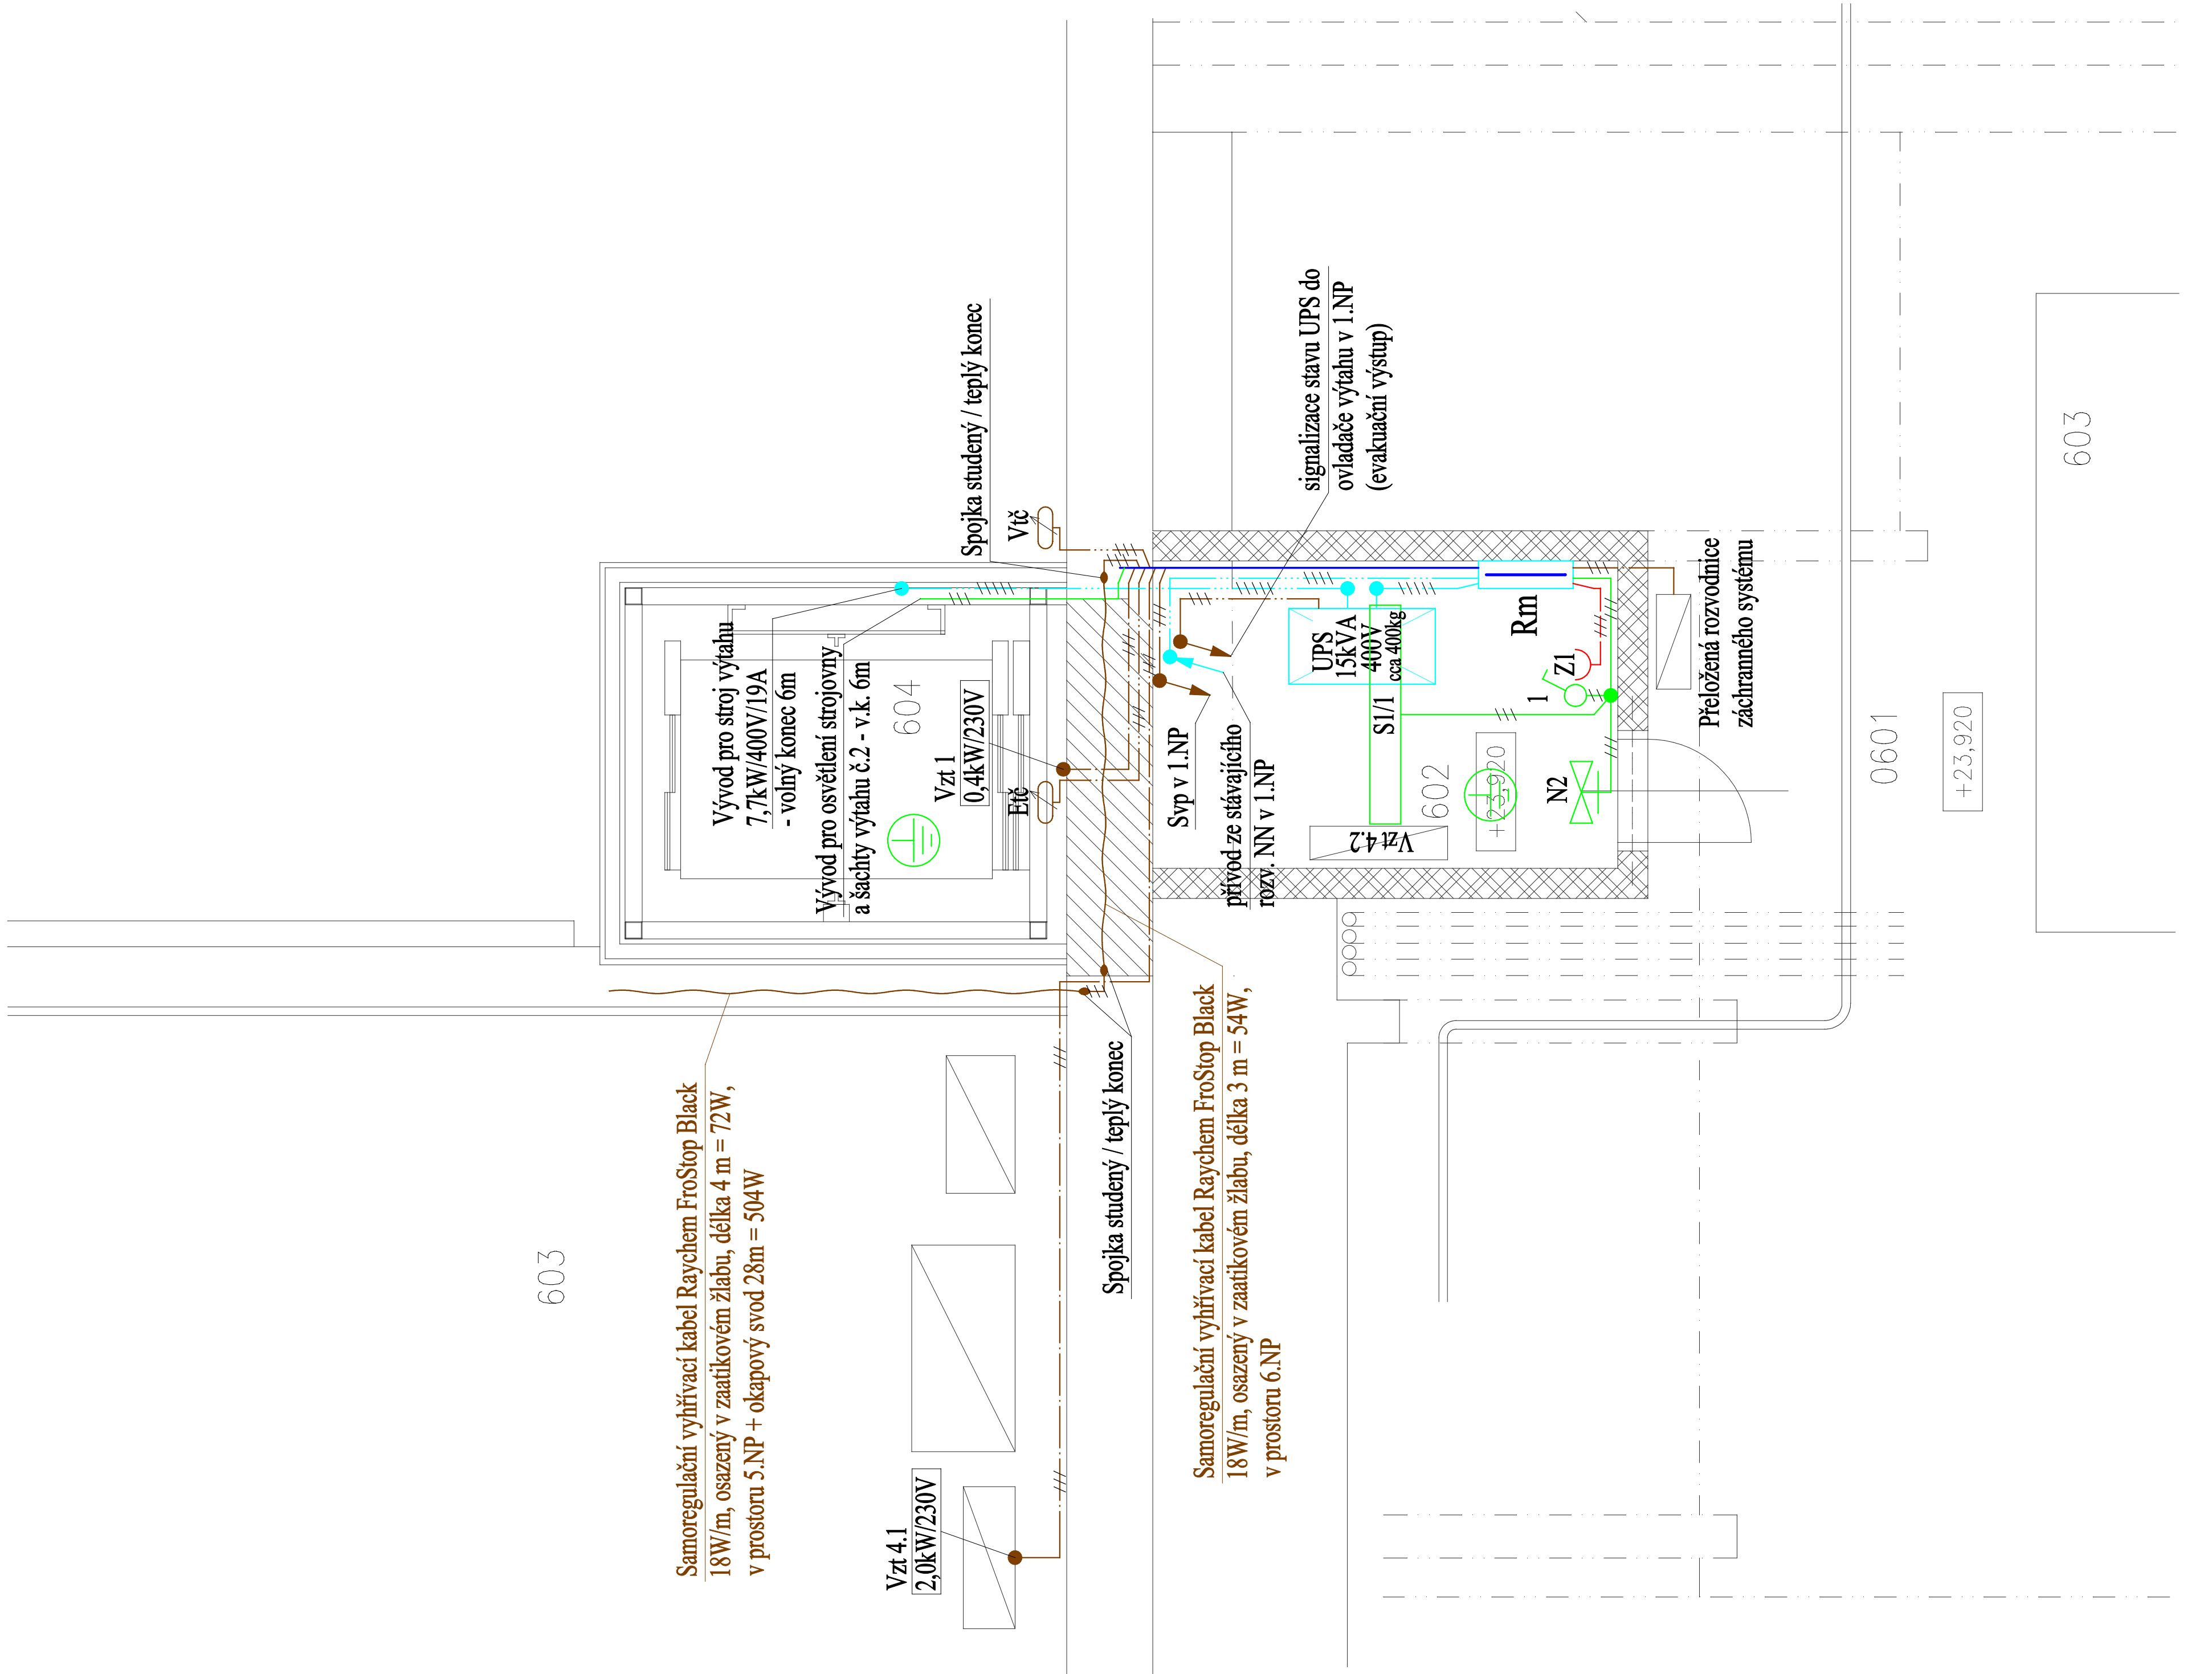 603
Samoregulační vyhřívací kabel Raychem FroStop Black
18W/m, osazený v zaatikovém žlabu, délka 4 m = 72W,
v prostoru 5.NP + okapový svod 28m = 504W
Vývod pro stroj výtahu
7,7kW/400V/19A
- volný konec 6m
Vývod pro osvětlení strojovny
a šachty výtahu č.2 - v.k. 6m
604
Vzt 1
0,4kW/230V
Etč
Vtč
Spojka studený / teplý konec
Vzt 4.1
2,0kW/230V
Spojka studený / teplý konec
Samoregulační vyhřívací kabel Raychem FroStop Black
18W/m, osazený v zaatikovém žlabu, délka 3 m = 54W,
v prostoru 6.NP
Svp v 1.NP
přívod ze stávajícího
rozv. NN v 1.NP
signalizace stavu UPS do
ovladače výtahu v 1.NP
(evakuační výstup)
UPS
15kVA
400V
cca 400kg
S1/1
Vzt 4.2
602
+23,920
Rm
Z1
1
N2
Přeložená rozvodnice
záchranného systému
0601
+23,920
603